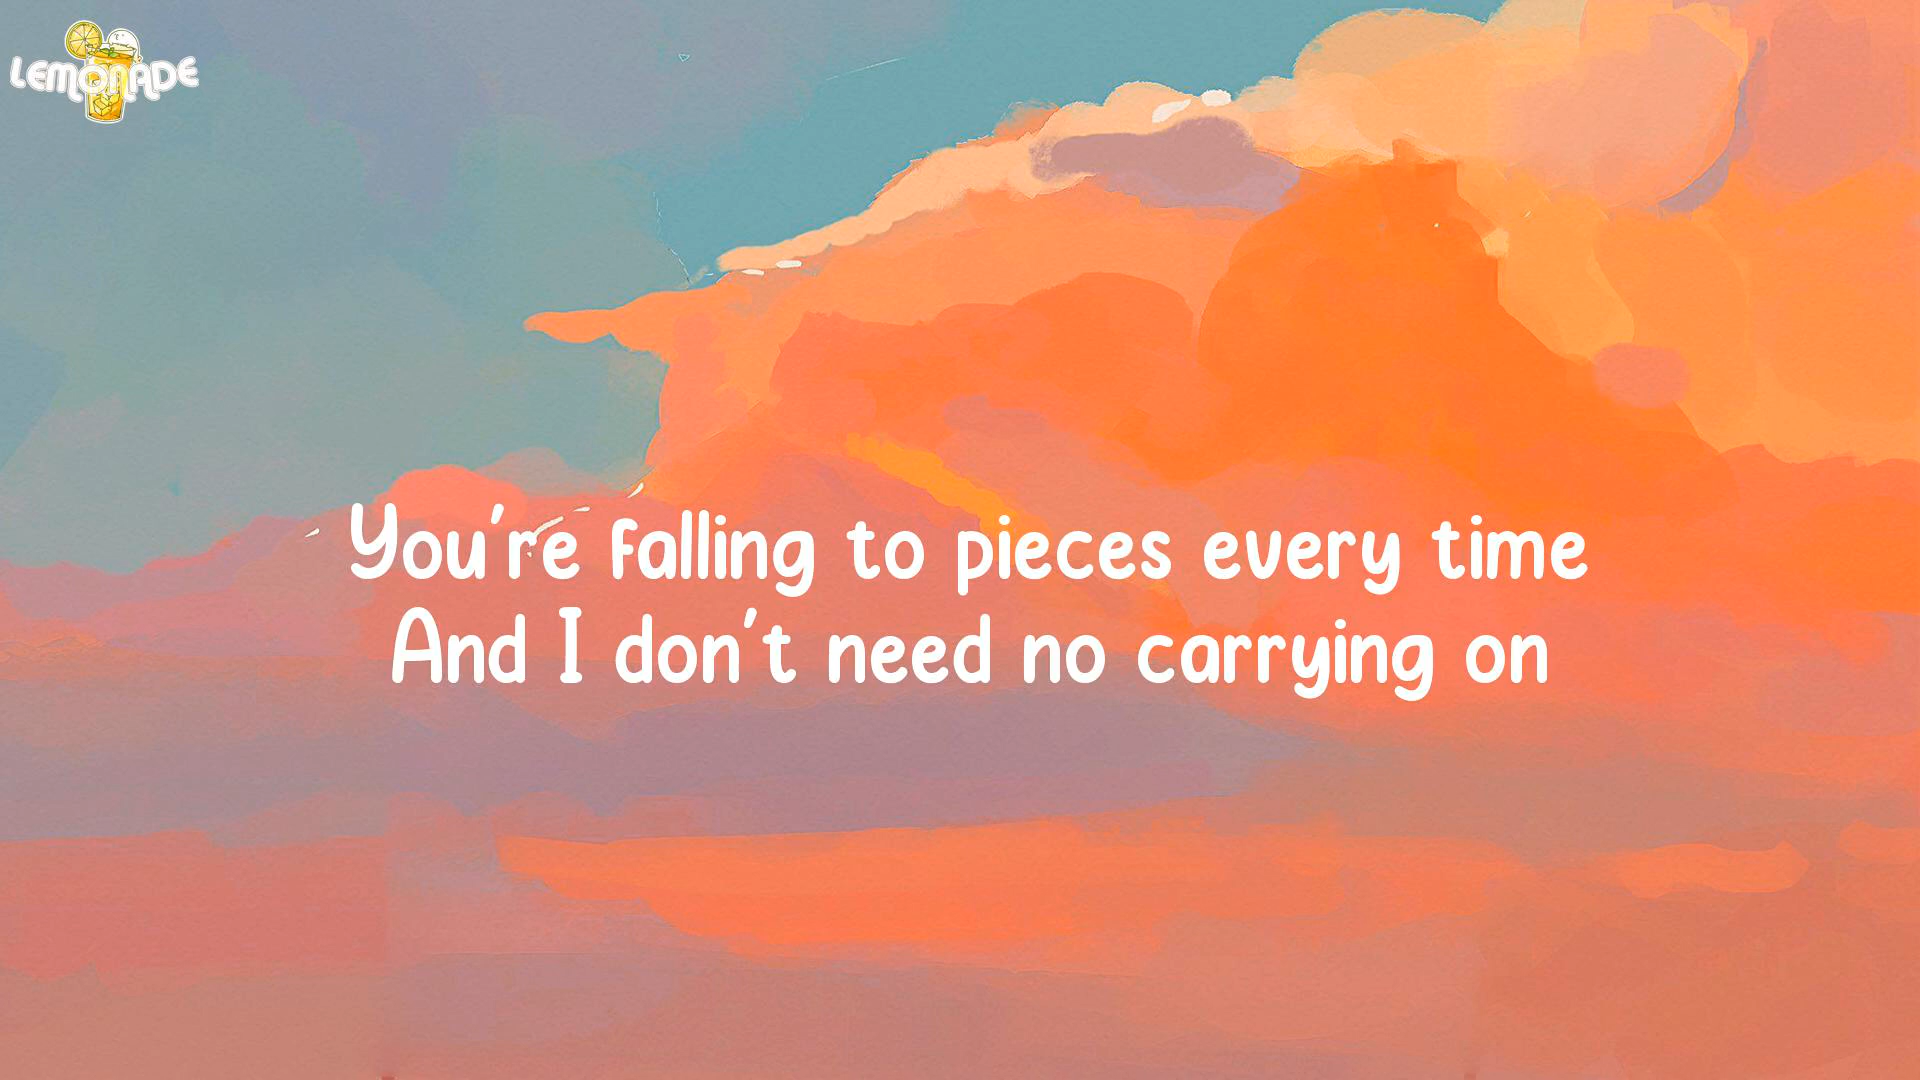 LEMONADE
You're falling to pieces every time
And I don't need no carrying on